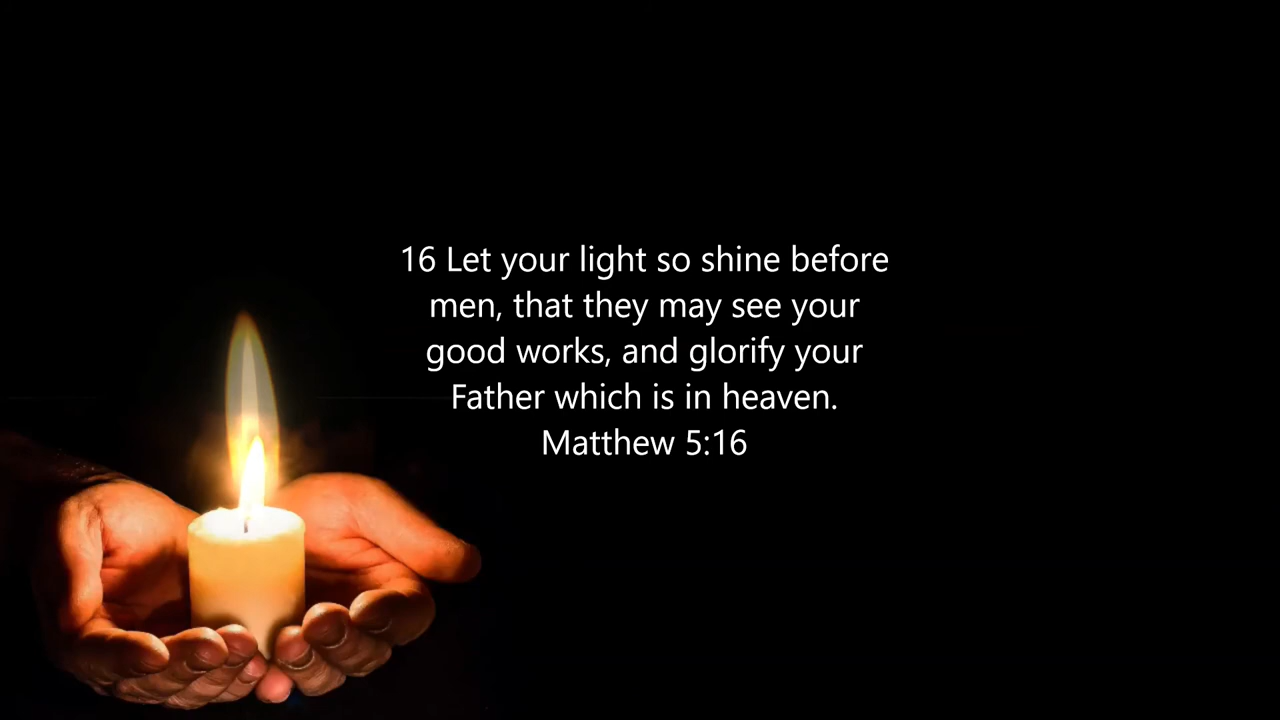 16 Let your light so shine before
men, that they may see your
good works, and glorify your
Father which is in heaven.
Matthew 5:16